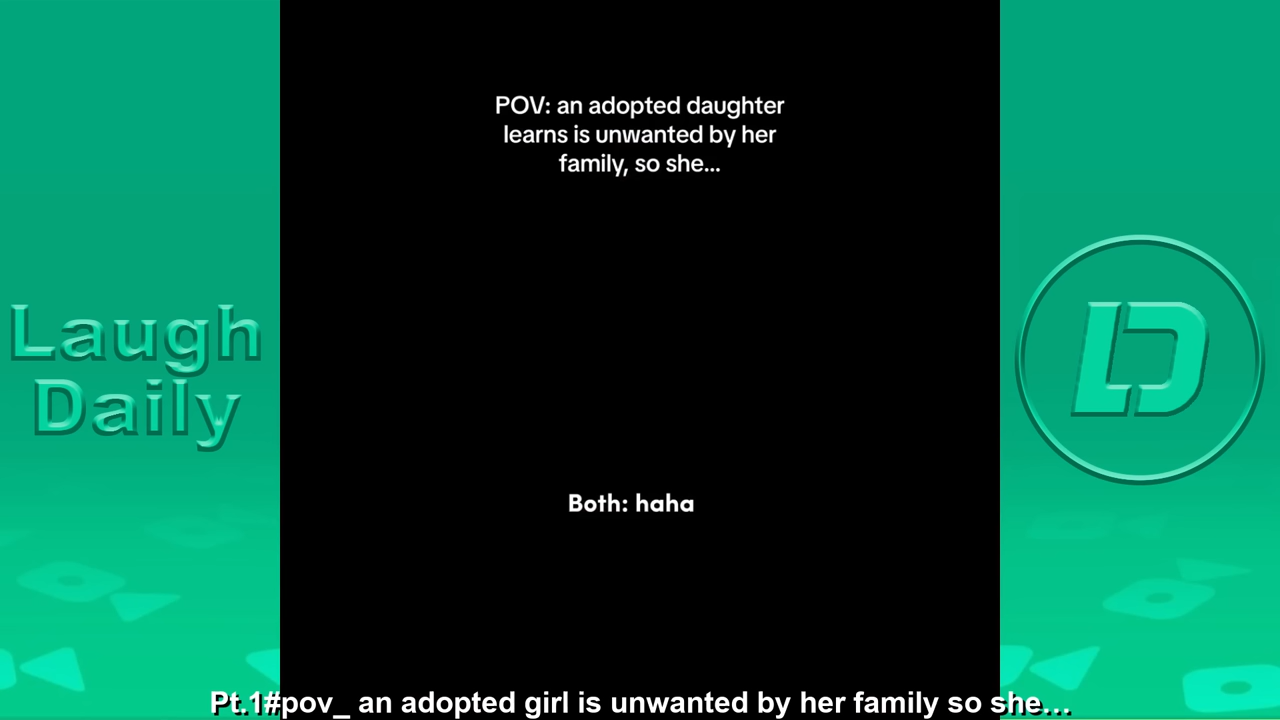 POV: an adopted daughter
learns is unwanted by her
family, so she...
Laugh
Daily
LD
Both: haha
Pt.1#pov_ an adopted girl is unwanted by her family so she...